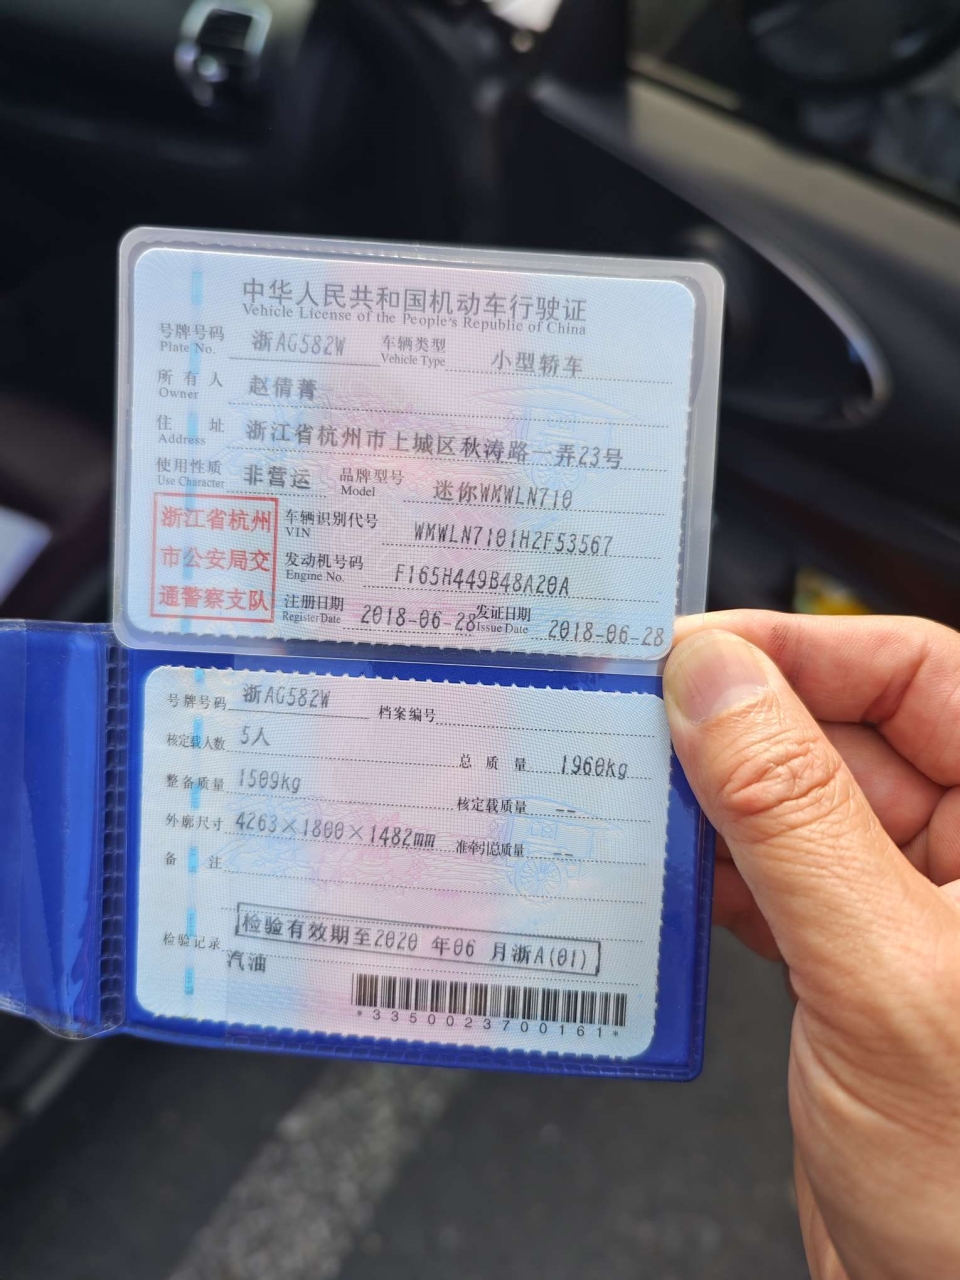 中华人民共和国机动车行驶证
Vehicle License of the People's Republic of China
号牌号码 浙AG582W 车辆类型 小型轿车
Plate No. Vehicle Type
所有人 赵倩菁
Owner
住址 浙江省杭州市上城区秋涛路一弄23号
Address
使用性质 非营运 品牌型号 迷你WMWLN710
Use Character Model
浙江省杭州
市公安局交
通警察支队
车辆识别代号 WMWLN7101H2F53567
VIN
发动机号码 F165H449B48A20A
Engine No.
注册日期 2018-06-28 发证日期 2018-06-28
Register Date Issue Date
号牌号码 浙AG582W 档案编号
核定载人数 5人 总质量 1960kg
整备质量 1509kg 核定载质量 --
外廓尺寸 4263×1800×1482mm 准牵引总质量 --
备注
检验记录 检验有效期至2020 年06 月浙A(01)
汽油
*3350023700161*